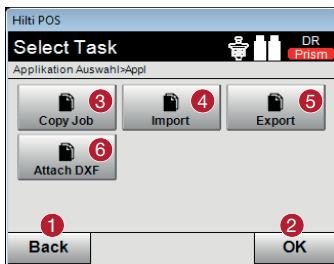 Hilti POS
Select Task
DR
Prism
Applikation Auswahl>Appl
3
Copy Job
4
Import
5
Export
6
Attach DXF
1
Back
2
OK